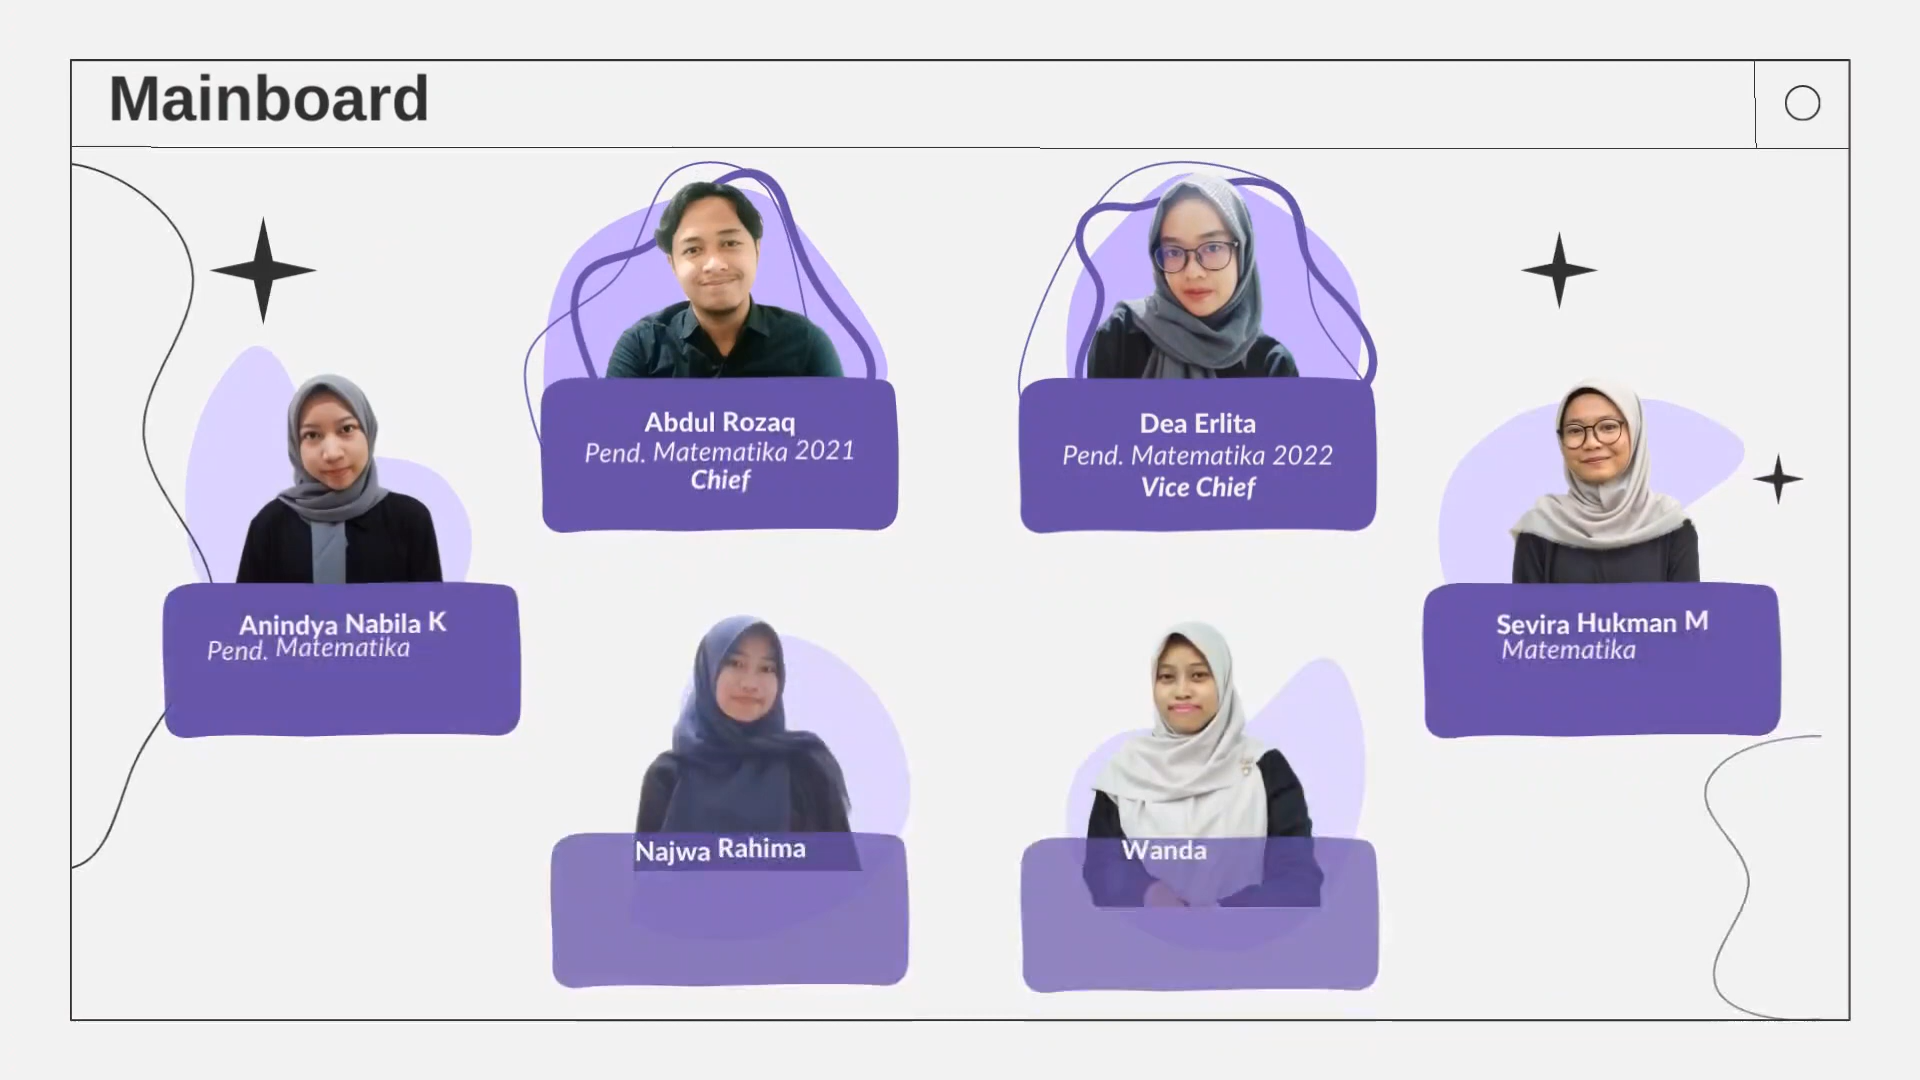 Mainboard
Abdul Rozaq
Pend. Matematika 2021
Chief
Dea Erlita
Pend. Matematika 2022
Vice Chief
Anindya Nabila K
Pend. Matematika
Sevira Hukman M
Matematika
Najwa Rahima
Wanda